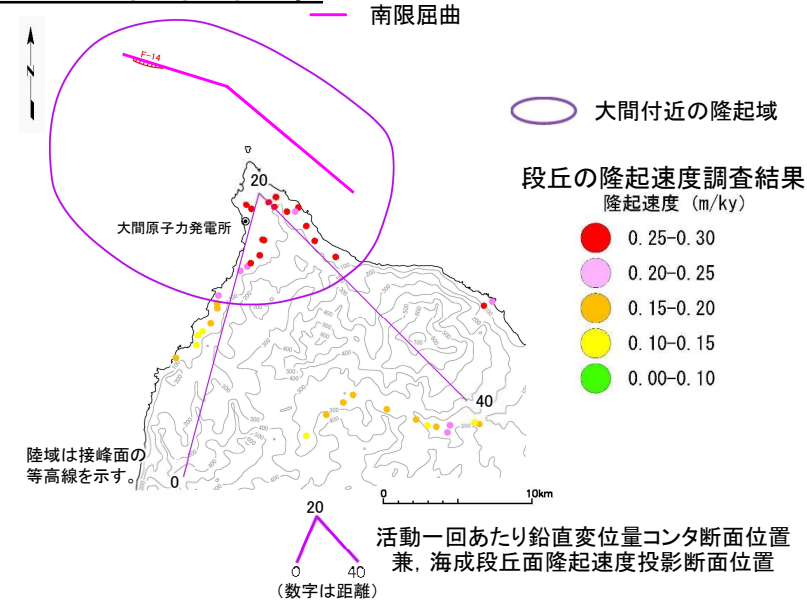 南限屈曲
N
F-14
大間付近の隆起域
20
大間原子力発電所
段丘の隆起速度調査結果
隆起速度 (m/ky)
0.25-0.30
0.20-0.25
0.15-0.20
0.10-0.15
0.00-0.10
40
陸域は接峰面の
等高線を示す。
0
0 10km
20
0 40
(数字は距離)
活動一回あたり鉛直変位量コンタ断面位置
兼，海成段丘面隆起速度投影断面位置